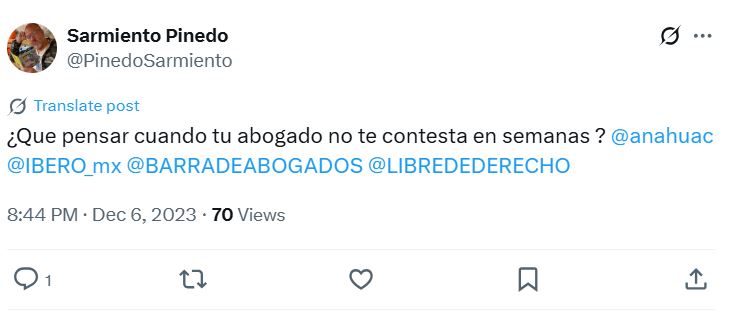 Sarmiento Pinedo
@PinedoSarmiento
Translate post
¿Que pensar cuando tu abogado no te contesta en semanas ? @anahuac
@IBERO_mx @BARRADEABOGADOS @LIBREDEDERECHO
8:44 PM · Dec 6, 2023 · 70 Views
1